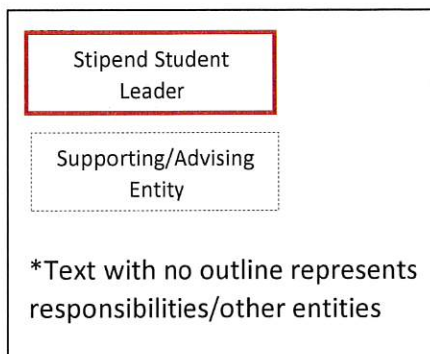 Stipend Student
Leader
Supporting/Advising
Entity
*Text with no outline represents
responsibilities/other entities